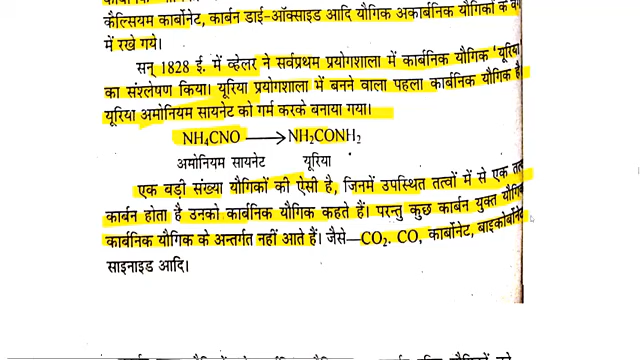 कैल्सियम कार्बोनेट, कार्बन डाई-ऑक्साइड आदि यौगिक अकार्बनिक यौगिकों के व
में रखे गये।
सन् 1828 ई. में व्हेलर ने सर्वप्रथम प्रयोगशाला में कार्बनिक यौगिक 'यूरिया'
का संश्लेषण किया। यूरिया प्रयोगशाला में बनने वाला पहला कार्बनिक यौगिक है
यूरिया अमोनियम सायनेट को गर्म करके बनाया गया।
NH₄CNO ⟶ NH₂CONH₂
अमोनियम सायनेट यूरिया
एक बड़ी संख्या यौगिकों की ऐसी है, जिनमें उपस्थित तत्वों में से एक तत्व
कार्बन होता है उनको कार्बनिक यौगिक कहते हैं। परन्तु कुछ कार्बन युक्त यौगिक
कार्बनिक यौगिक के अन्तर्गत नहीं आते हैं। जैसे—CO₂. CO, कार्बोनेट, बाइकार्बोनेट
साइनाइड आदि।